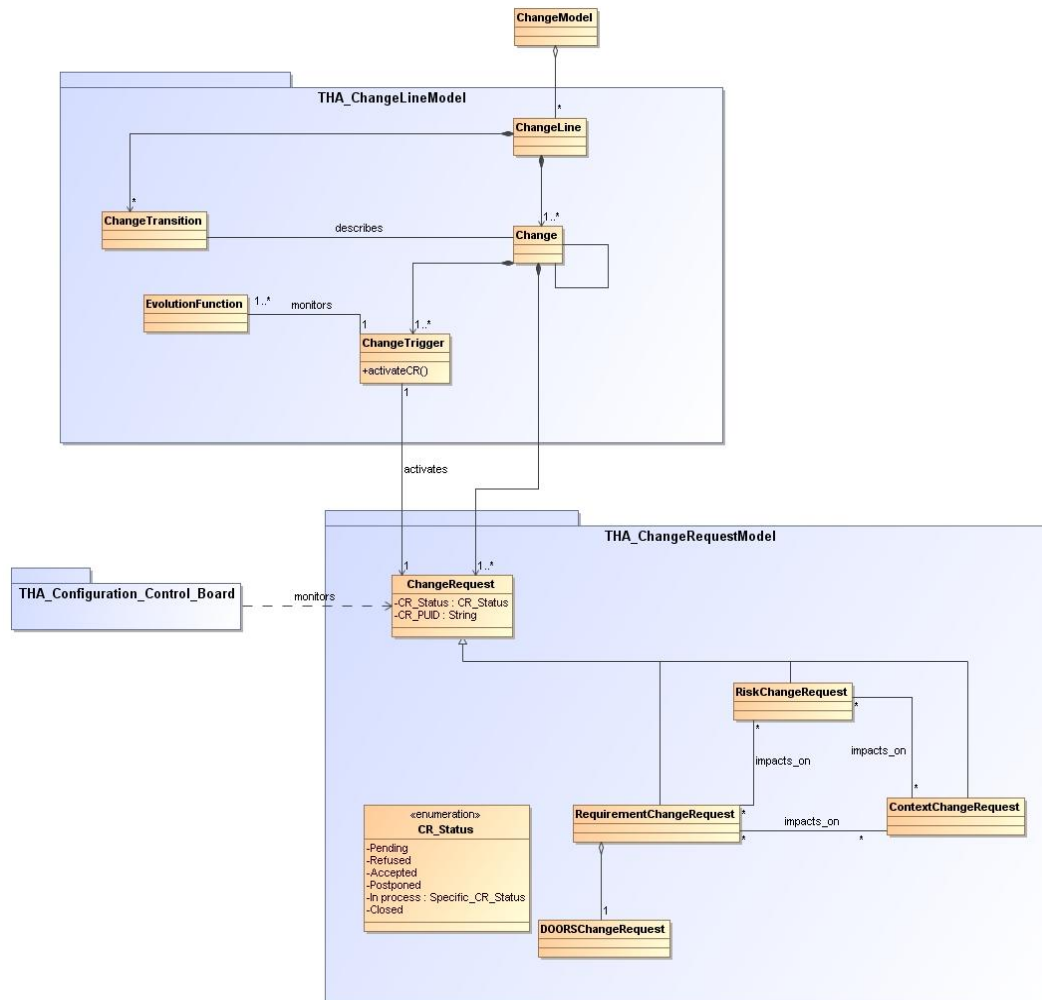 ChangeModel
*
THA_ChangeLineModel
ChangeLine
*
1..*
ChangeTransition
describes
Change
EvolutionFunction
1..*
monitors
1
1..*
ChangeTrigger
+activateCR()
1
activates
THA_ChangeRequestModel
1
1..*
THA_Configuration_Control_Board
monitors
ChangeRequest
-CR_Status : CR_Status
-CR_PUID : String
RiskChangeRequest
*
*
impacts_on
impacts_on
*
RequirementChangeRequest
*
ContextChangeRequest
impacts_on
*
*
«enumeration»
CR_Status
-Pending
-Refused
-Accepted
-Postponed
-In process : Specific_CR_Status
-Closed
1
DOORSChangeRequest